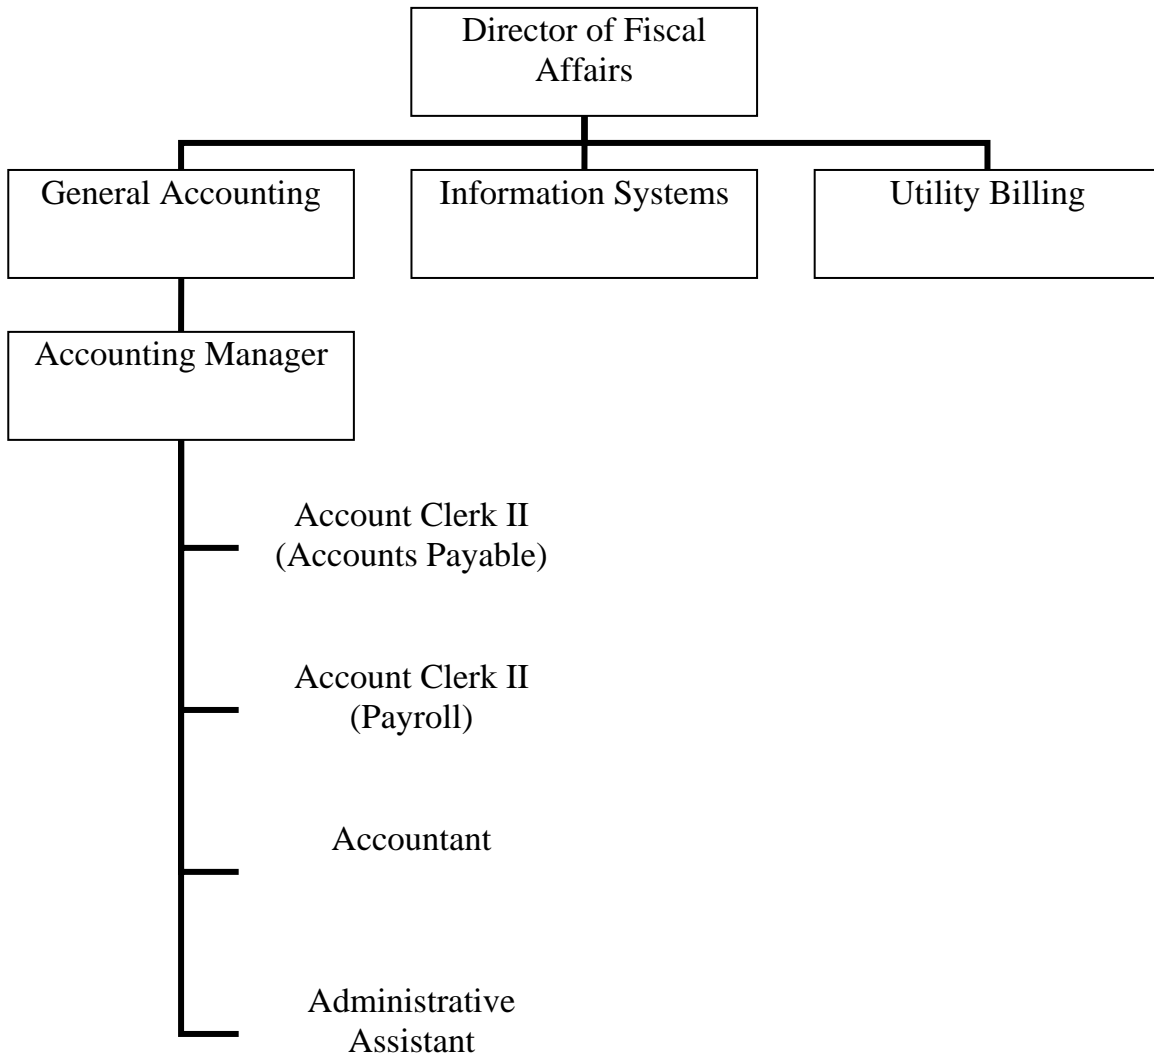 Director of Fiscal
Affairs
General Accounting
Information Systems
Utility Billing
Accounting Manager
Account Clerk II
(Accounts Payable)
Account Clerk II
(Payroll)
Accountant
Administrative
Assistant